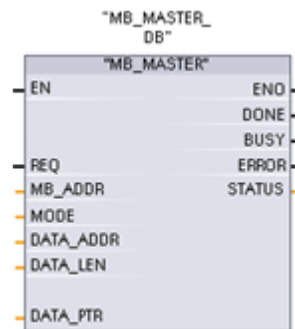 "MB_MASTER_
DB"
"MB_MASTER"
EN ENO
DONE
BUSY
REQ ERROR
MB_ADDR STATUS
MODE
DATA_ADDR
DATA_LEN
DATA_PTR